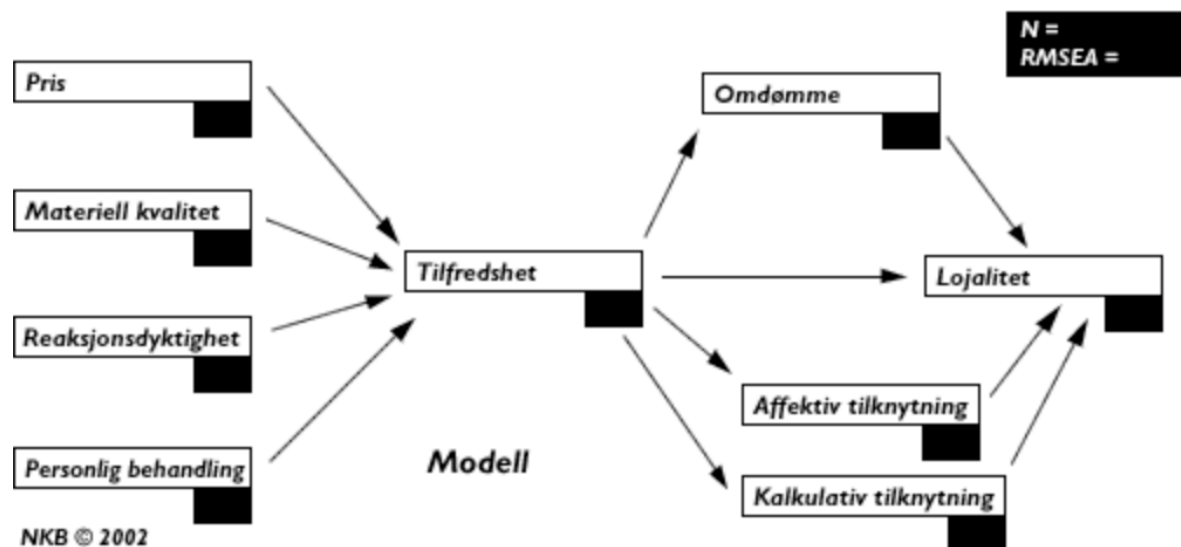 N =
RMSEA =
Pris
Omdømme
Materiell kvalitet
Tilfredshet
Lojalitet
Reaksjonsdyktighet
Affektiv tilknytning
Personlig behandling
Modell
Kalkulativ tilknytning
NKB © 2002